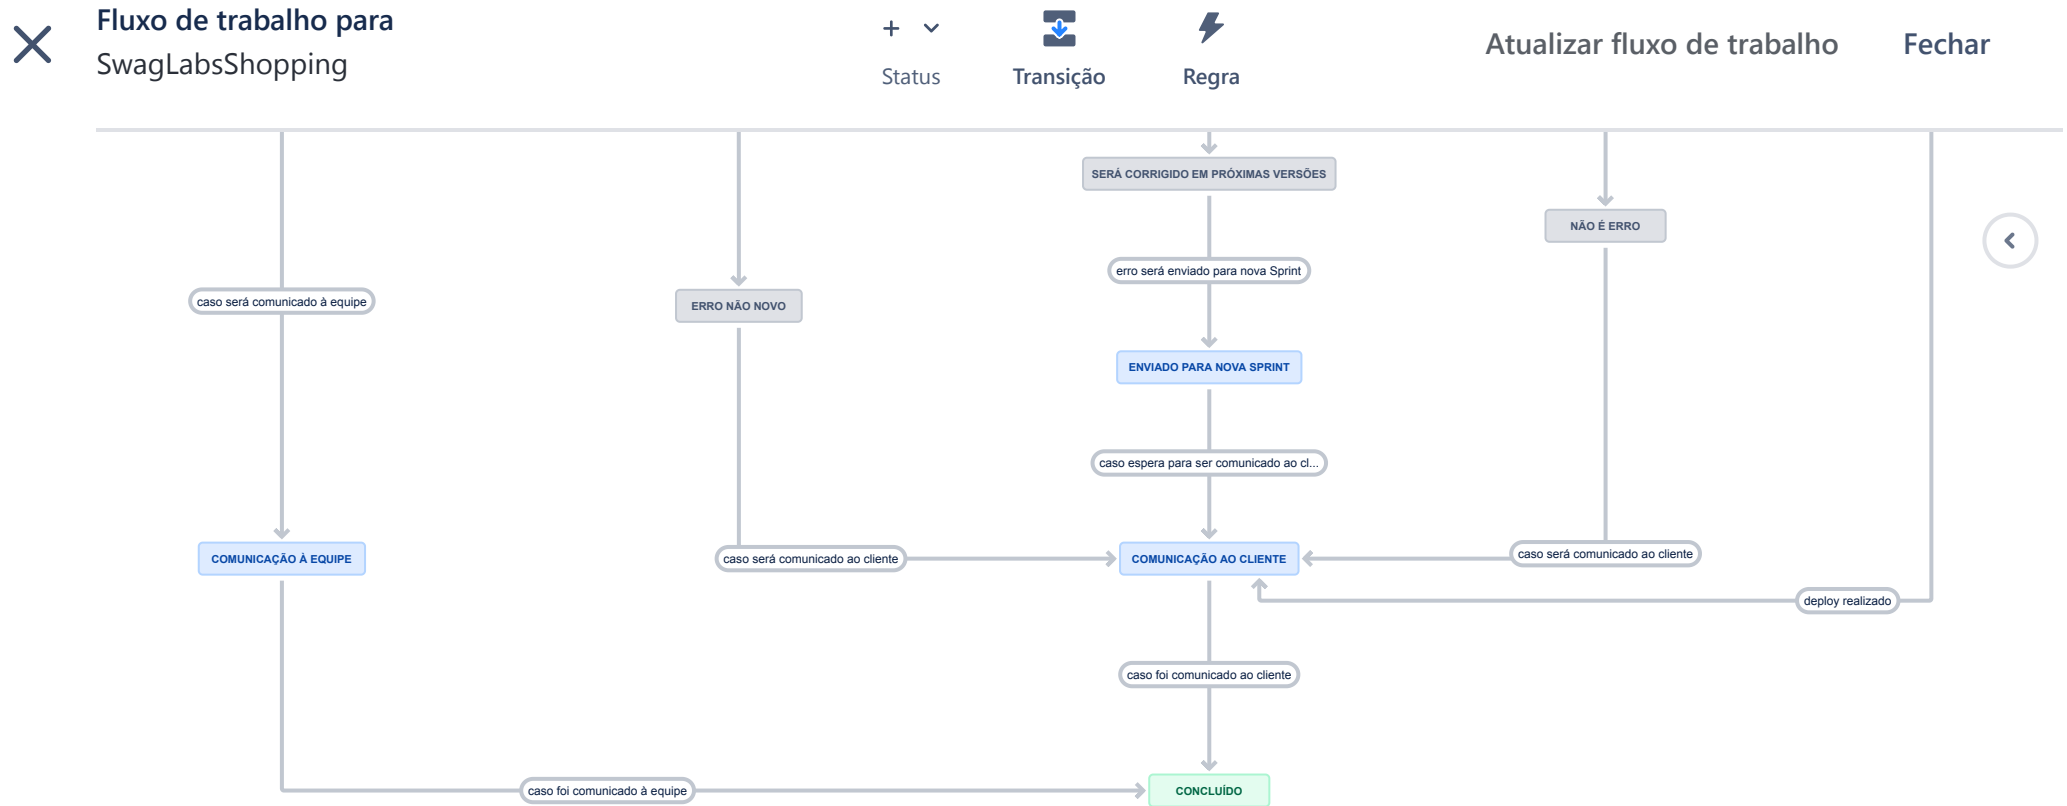 Fluxo de trabalho para
SwagLabsShopping
Status
Transição
Regra
Atualizar fluxo de trabalho
Fechar
SERÁ CORRIGIDO EM PRÓXIMAS VERSÕES
NÃO É ERRO
erro será enviado para nova Sprint
caso será comunicado à equipe
ERRO NÃO NOVO
ENVIADO PARA NOVA SPRINT
caso espera para ser comunicado ao cl...
COMUNICAÇÃO À EQUIPE
caso será comunicado ao cliente
COMUNICAÇÃO AO CLIENTE
caso será comunicado ao cliente
deploy realizado
caso foi comunicado ao cliente
caso foi comunicado à equipe
CONCLUÍDO